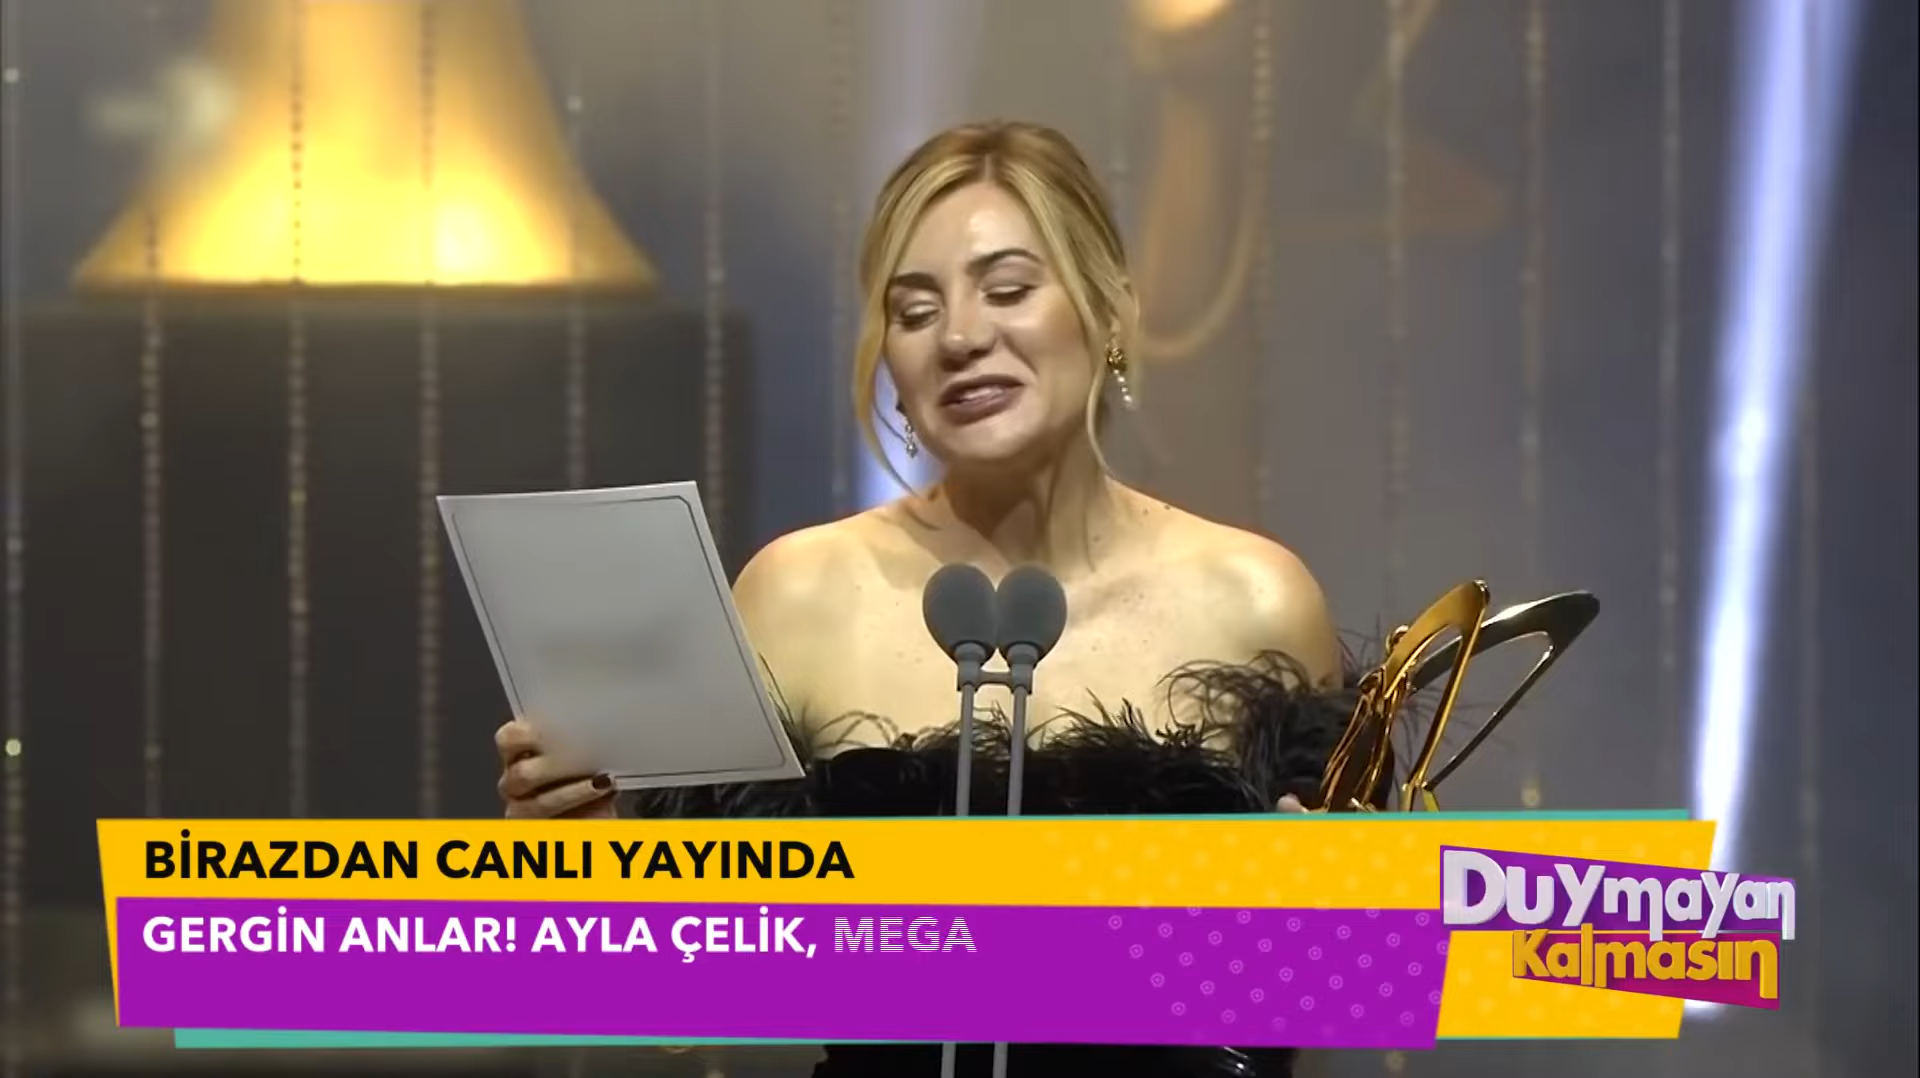 BİRAZDAN CANLI YAYINDA
GERGİN ANLAR! AYLA ÇELİK, MEGA
Duymayan
Kalmasın